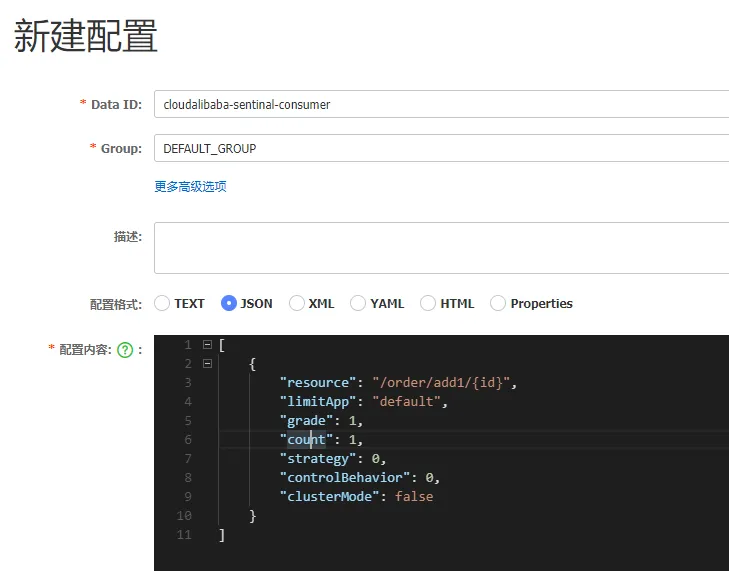 新建配置
* Data ID: cloudalibaba-sentinal-consumer
* Group: DEFAULT_GROUP
更多高级选项
描述:
配置格式: TEXT JSON XML YAML HTML Properties
* 配置内容: ? :
1 [
2 {
3 "resource": "/order/add1/{id}",
4 "limitApp": "default",
5 "grade": 1,
6 "count": 1,
7 "strategy": 0,
8 "controlBehavior": 0,
9 "clusterMode": false
10 }
11 ]